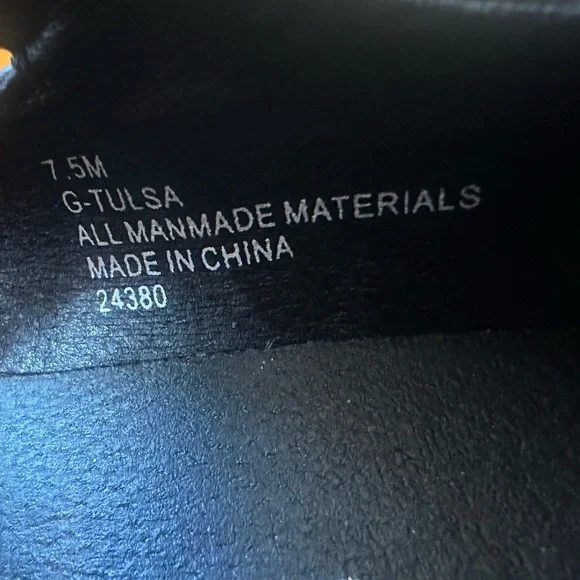 7.5M
G-TULSA
ALL MANMADE MATERIALS
MADE IN CHINA
24380